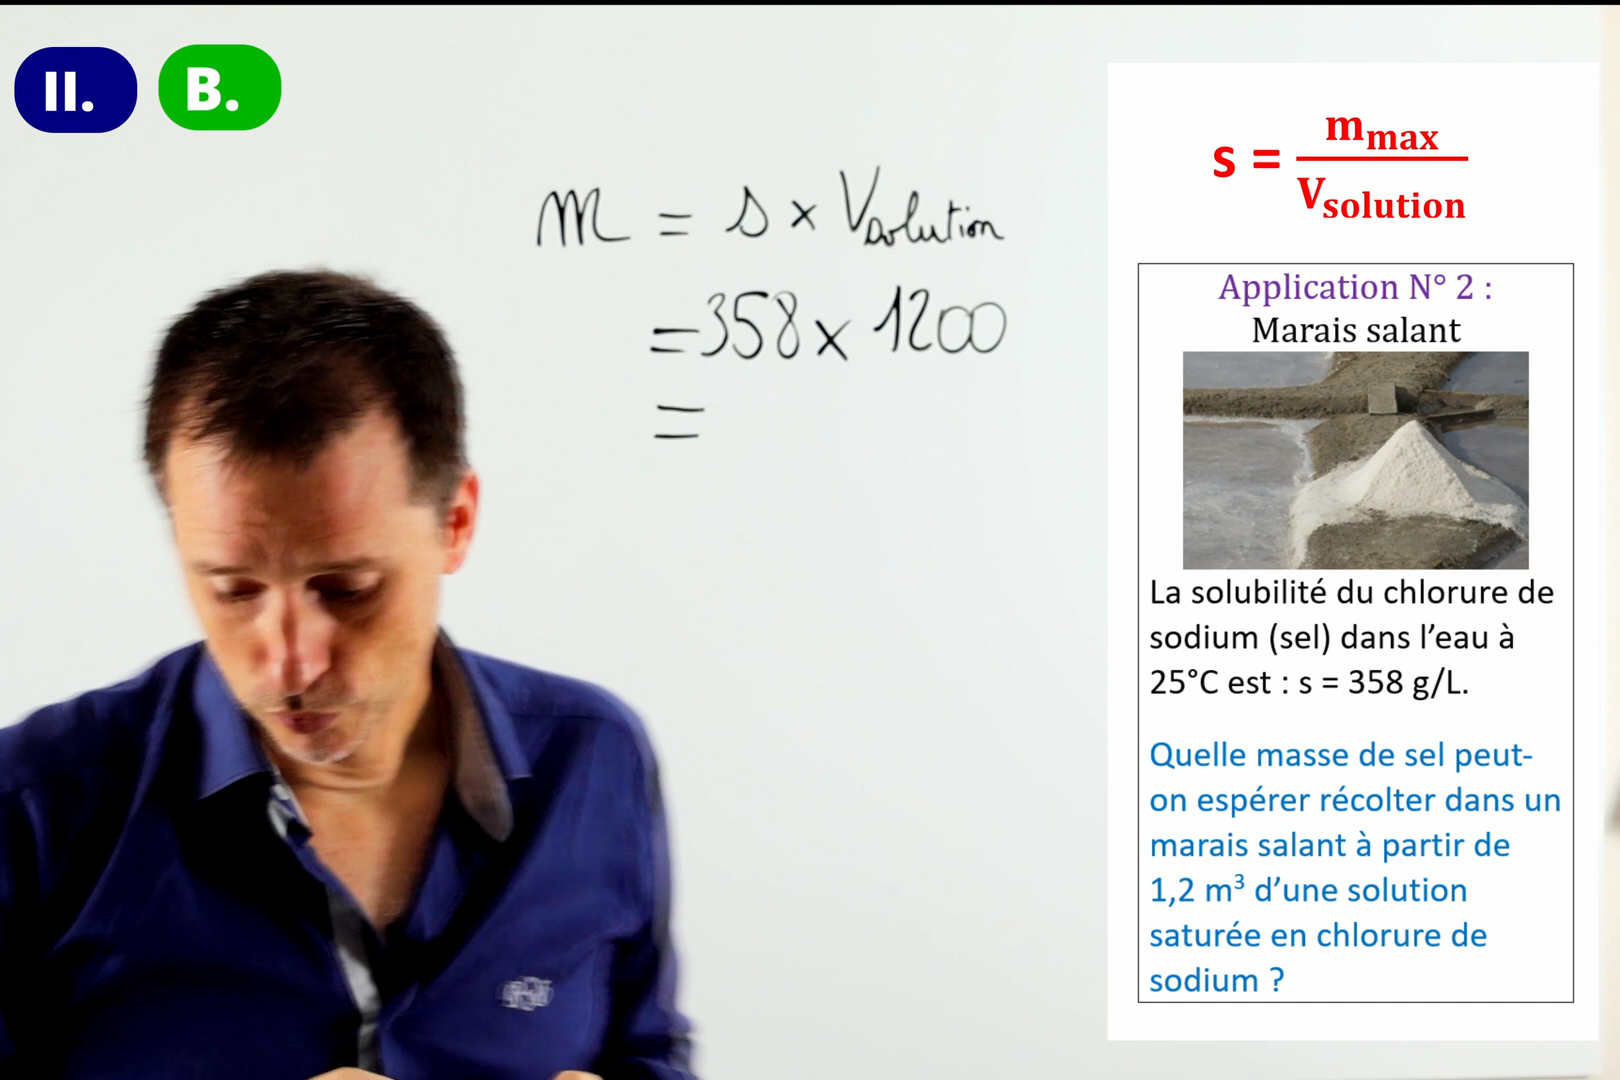 II. B.
m = s × Vsolution
= 358 × 1200
=
s = mmax / Vsolution
Application N° 2 :
Marais salant
La solubilité du chlorure de
sodium (sel) dans l’eau à
25°C est : s = 358 g/L.
Quelle masse de sel peut-
on espérer récolter dans un
marais salant à partir de
1,2 m³ d’une solution
saturée en chlorure de
sodium ?